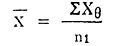 X̄ = ΣXθ / n1